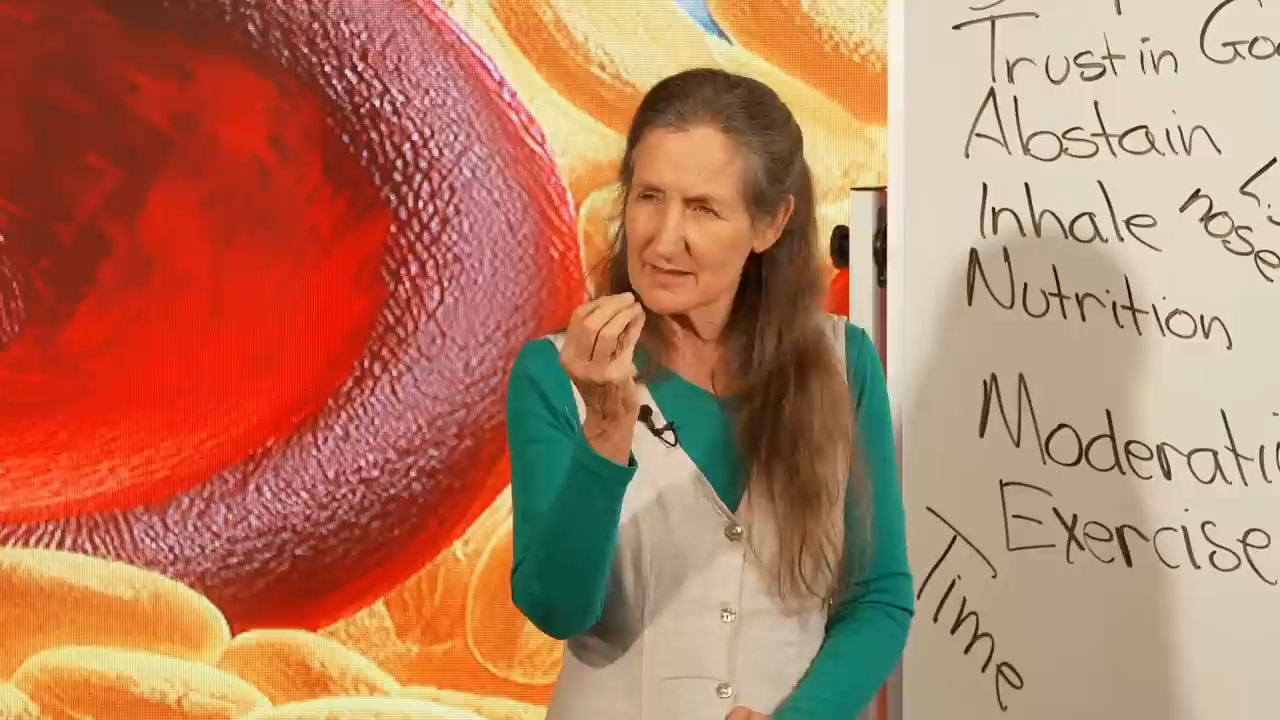 Trust in Go
Abstain
Inhale nose
Nutrition
Moderati
Exercise
Time